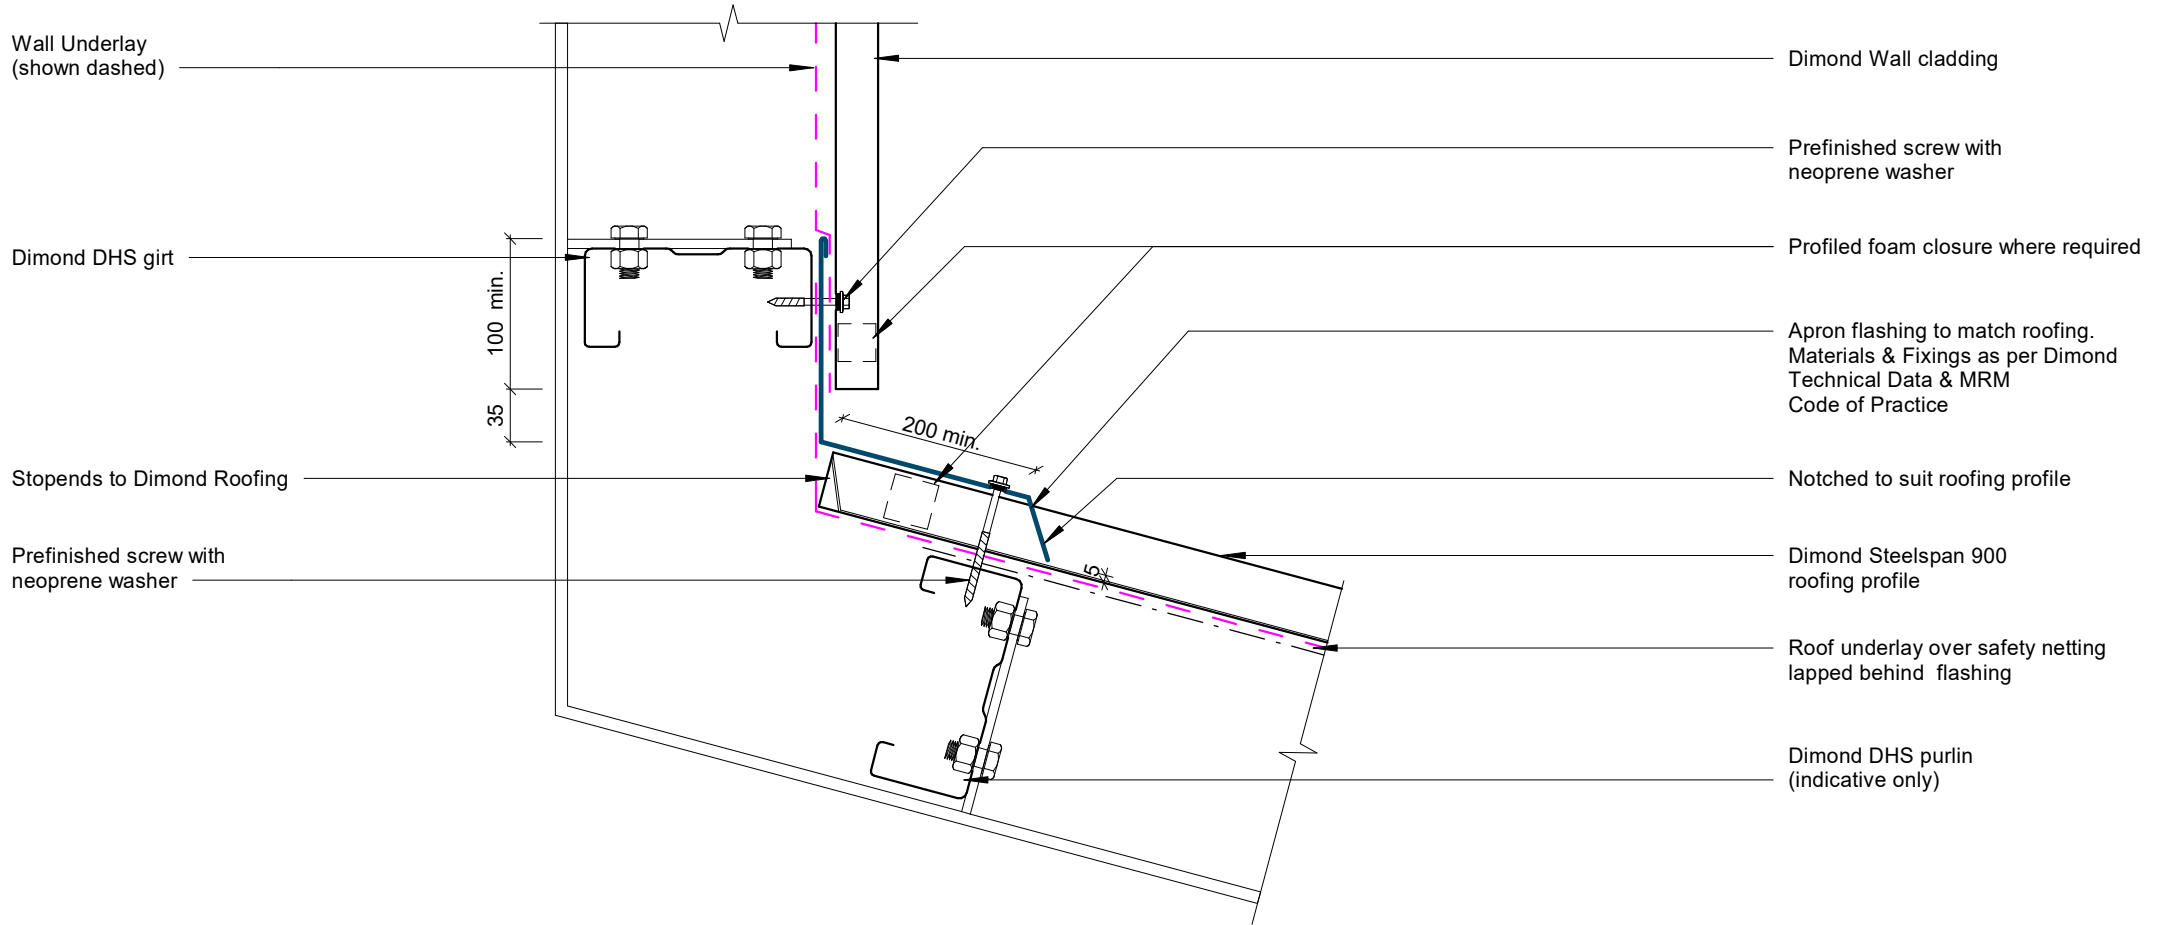 Wall Underlay
(shown dashed)
Dimond DHS girt
Stopends to Dimond Roofing
Prefinished screw with
neoprene washer
100 min.
35
200 min.
5
Dimond Wall cladding
Prefinished screw with
neoprene washer
Profiled foam closure where required
Apron flashing to match roofing.
Materials & Fixings as per Dimond
Technical Data & MRM
Code of Practice
Notched to suit roofing profile
Dimond Steelspan 900
roofing profile
Roof underlay over safety netting
lapped behind  flashing
Dimond DHS purlin
(indicative only)